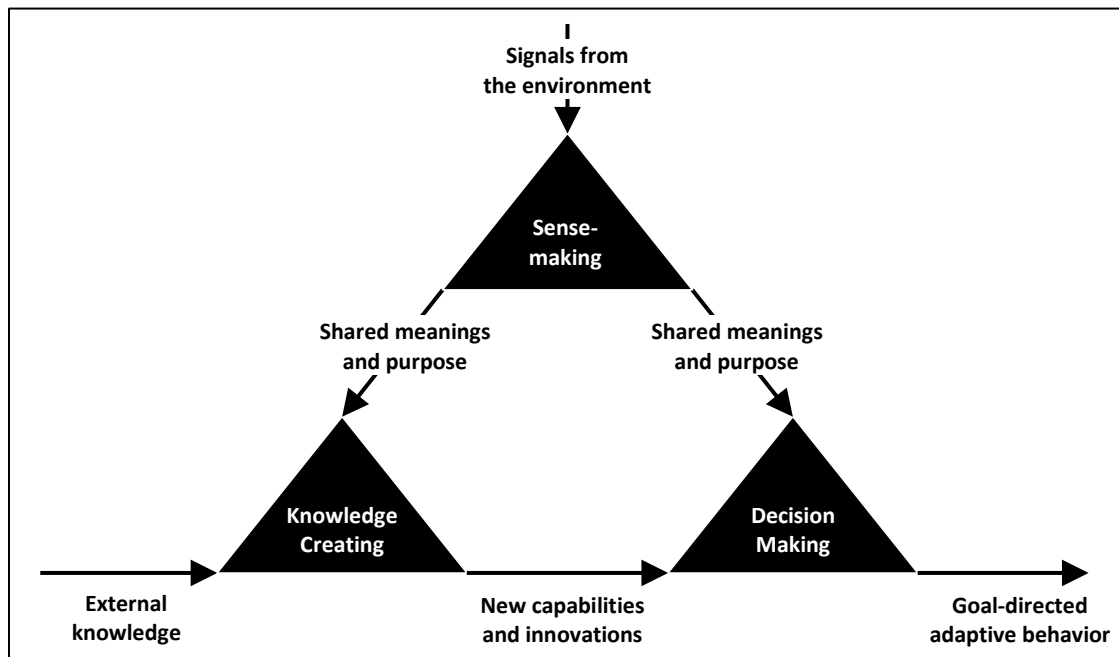 Signals from
the environment
Sense-
making
Shared meanings
and purpose
Shared meanings
and purpose
Knowledge
Creating
Decision
Making
External
knowledge
New capabilities
and innovations
Goal-directed
adaptive behavior